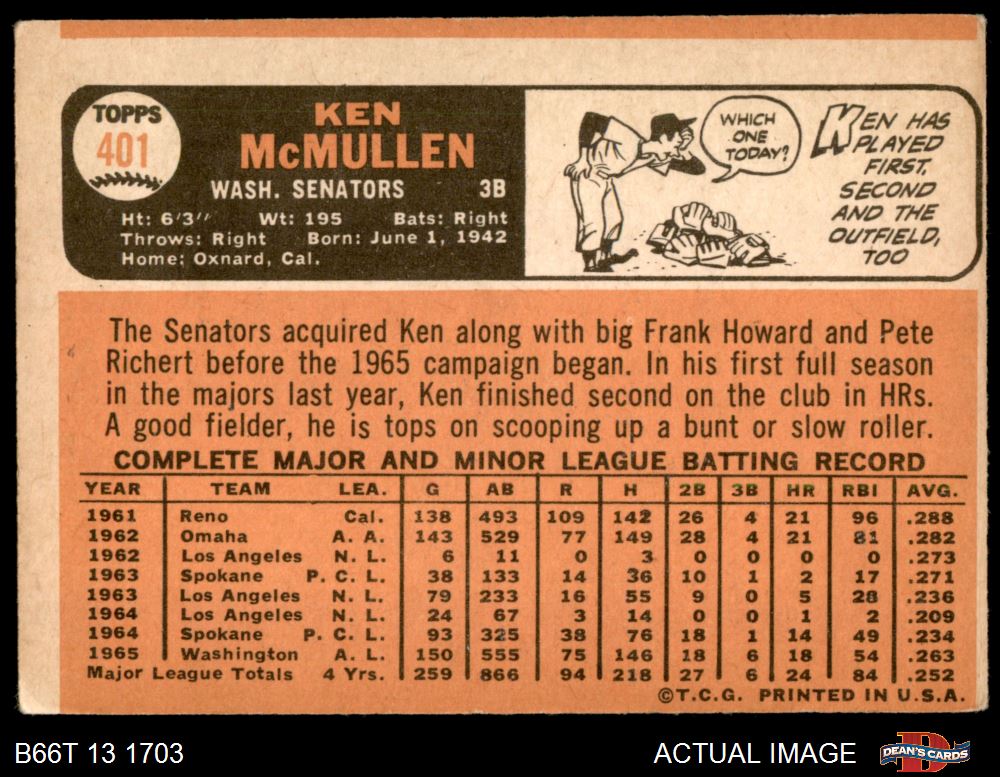 TOPPS
401
KEN
McMULLEN
WASH. SENATORS 3B
Ht: 6'3" Wt: 195 Bats: Right
Throws: Right Born: June 1, 1942
Home: Oxnard, Cal.
WHICH
ONE
TODAY?
KEN HAS
PLAYED
FIRST,
SECOND
AND THE
OUTFIELD,
TOO
The Senators acquired Ken along with big Frank Howard and Pete
Richert before the 1965 campaign began. In his first full season
in the majors last year, Ken finished second on the club in HRs.
A good fielder, he is tops on scooping up a bunt or slow roller.
COMPLETE MAJOR AND MINOR LEAGUE BATTING RECORD
YEAR TEAM LEA. G AB R H 2B 3B HR RBI AVG.
1961 Reno Cal. 138 493 109 142 26 4 21 96 .288
1962 Omaha A. A. 143 529 77 149 28 4 21 81 .282
1962 Los Angeles N. L. 6 11 0 3 0 0 0 0 .273
1963 Spokane P. C. L. 38 133 14 36 10 1 2 17 .271
1963 Los Angeles N. L. 79 233 16 55 9 0 5 28 .236
1964 Los Angeles N. L. 24 67 3 14 0 0 1 2 .209
1964 Spokane P. C. L. 93 325 38 76 18 1 14 49 .234
1965 Washington A. L. 150 555 75 146 18 6 18 54 .263
Major League Totals 4 Yrs. 259 866 94 218 27 6 24 84 .252
©T.C.G. PRINTED IN U.S.A.
B66T 13 1703
ACTUAL IMAGE
DEAN'S CARDS